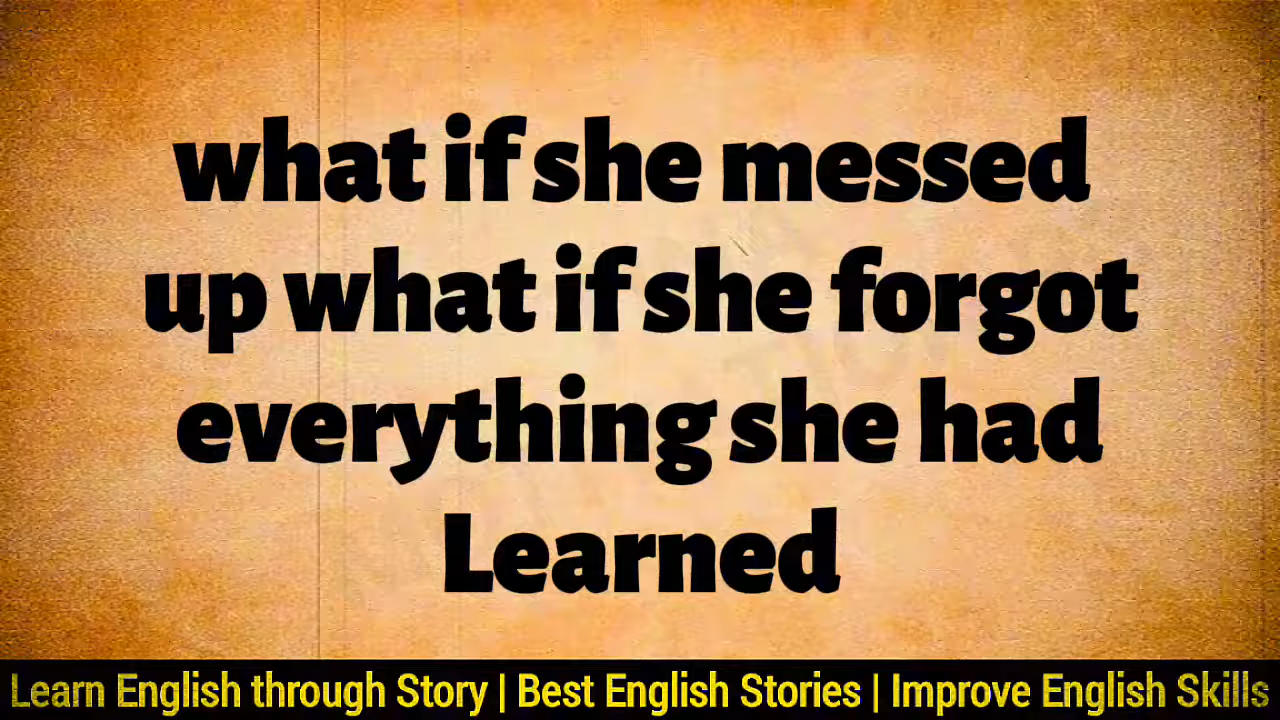 what if she messed
up what if she forgot
everything she had
Learned
Learn English through Story | Best English Stories | Improve English Skills